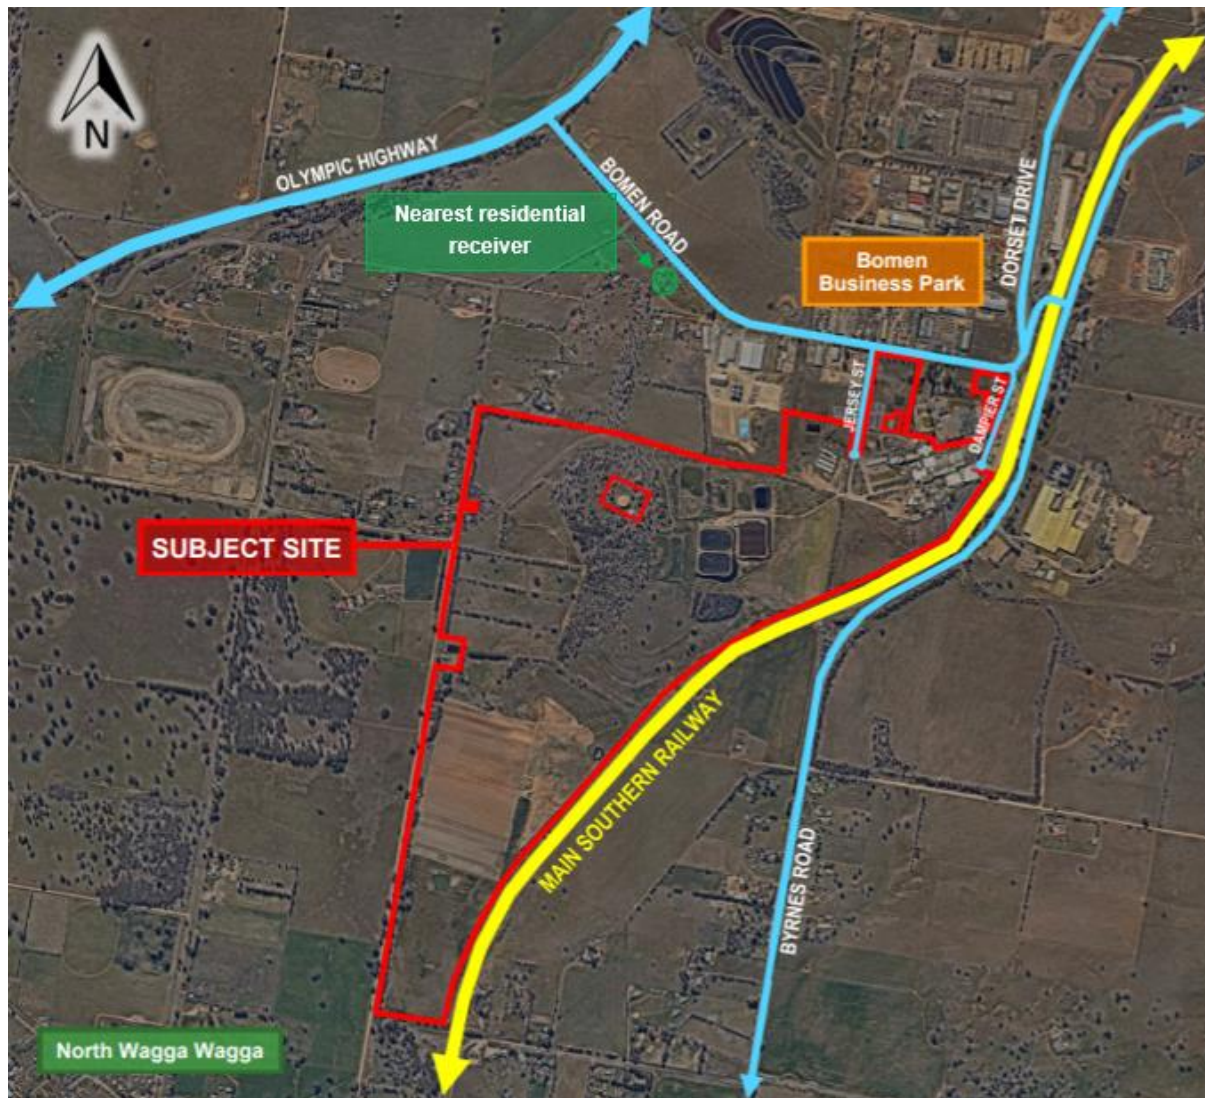 N
OLYMPIC HIGHWAY
BOMEN ROAD
Nearest residential
receiver
DORSET DRIVE
Bomen
Business Park
JERSEY ST
DAMPIER ST
SUBJECT SITE
MAIN SOUTHERN RAILWAY
BYRNES ROAD
North Wagga Wagga